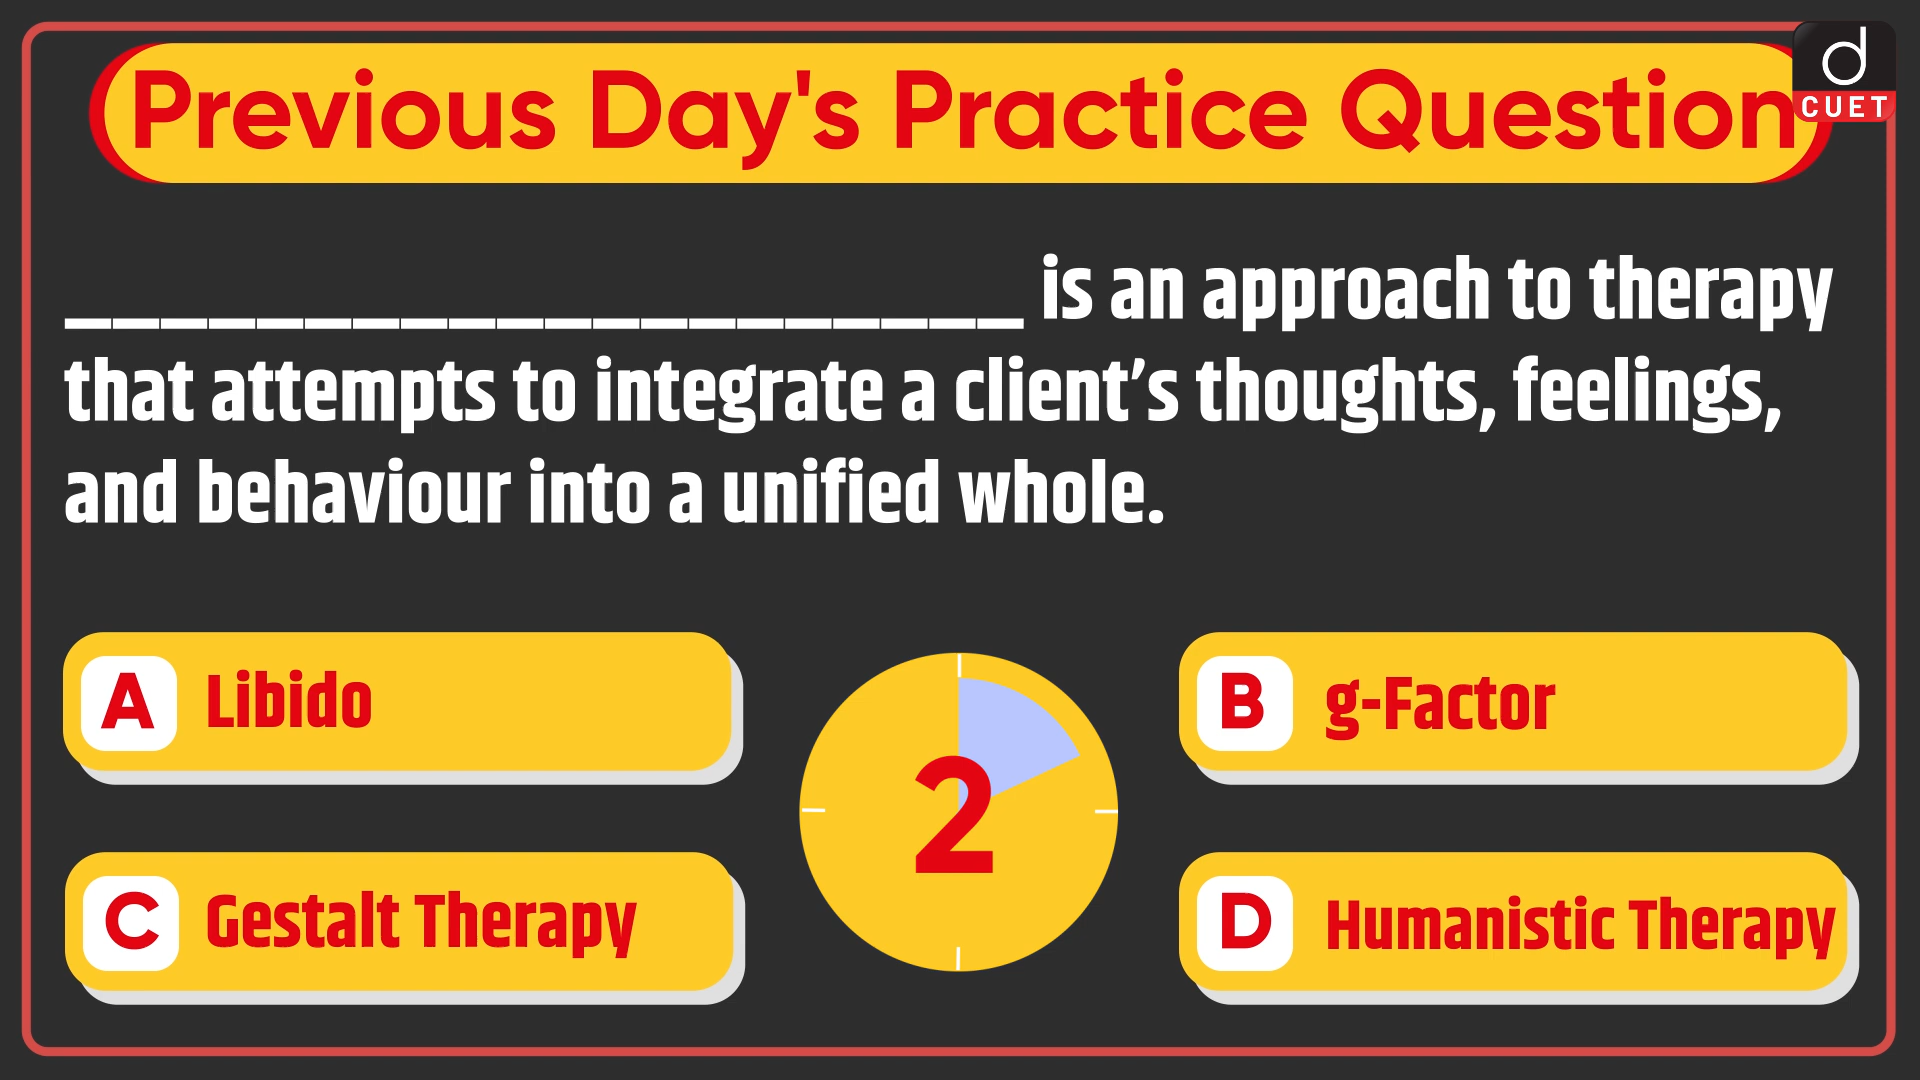 Previous Day's Practice Question
d
CUET
____________________ is an approach to therapy
that attempts to integrate a client’s thoughts, feelings,
and behaviour into a unified whole.
A Libido
B g-Factor
2
C Gestalt Therapy
D Humanistic Therapy